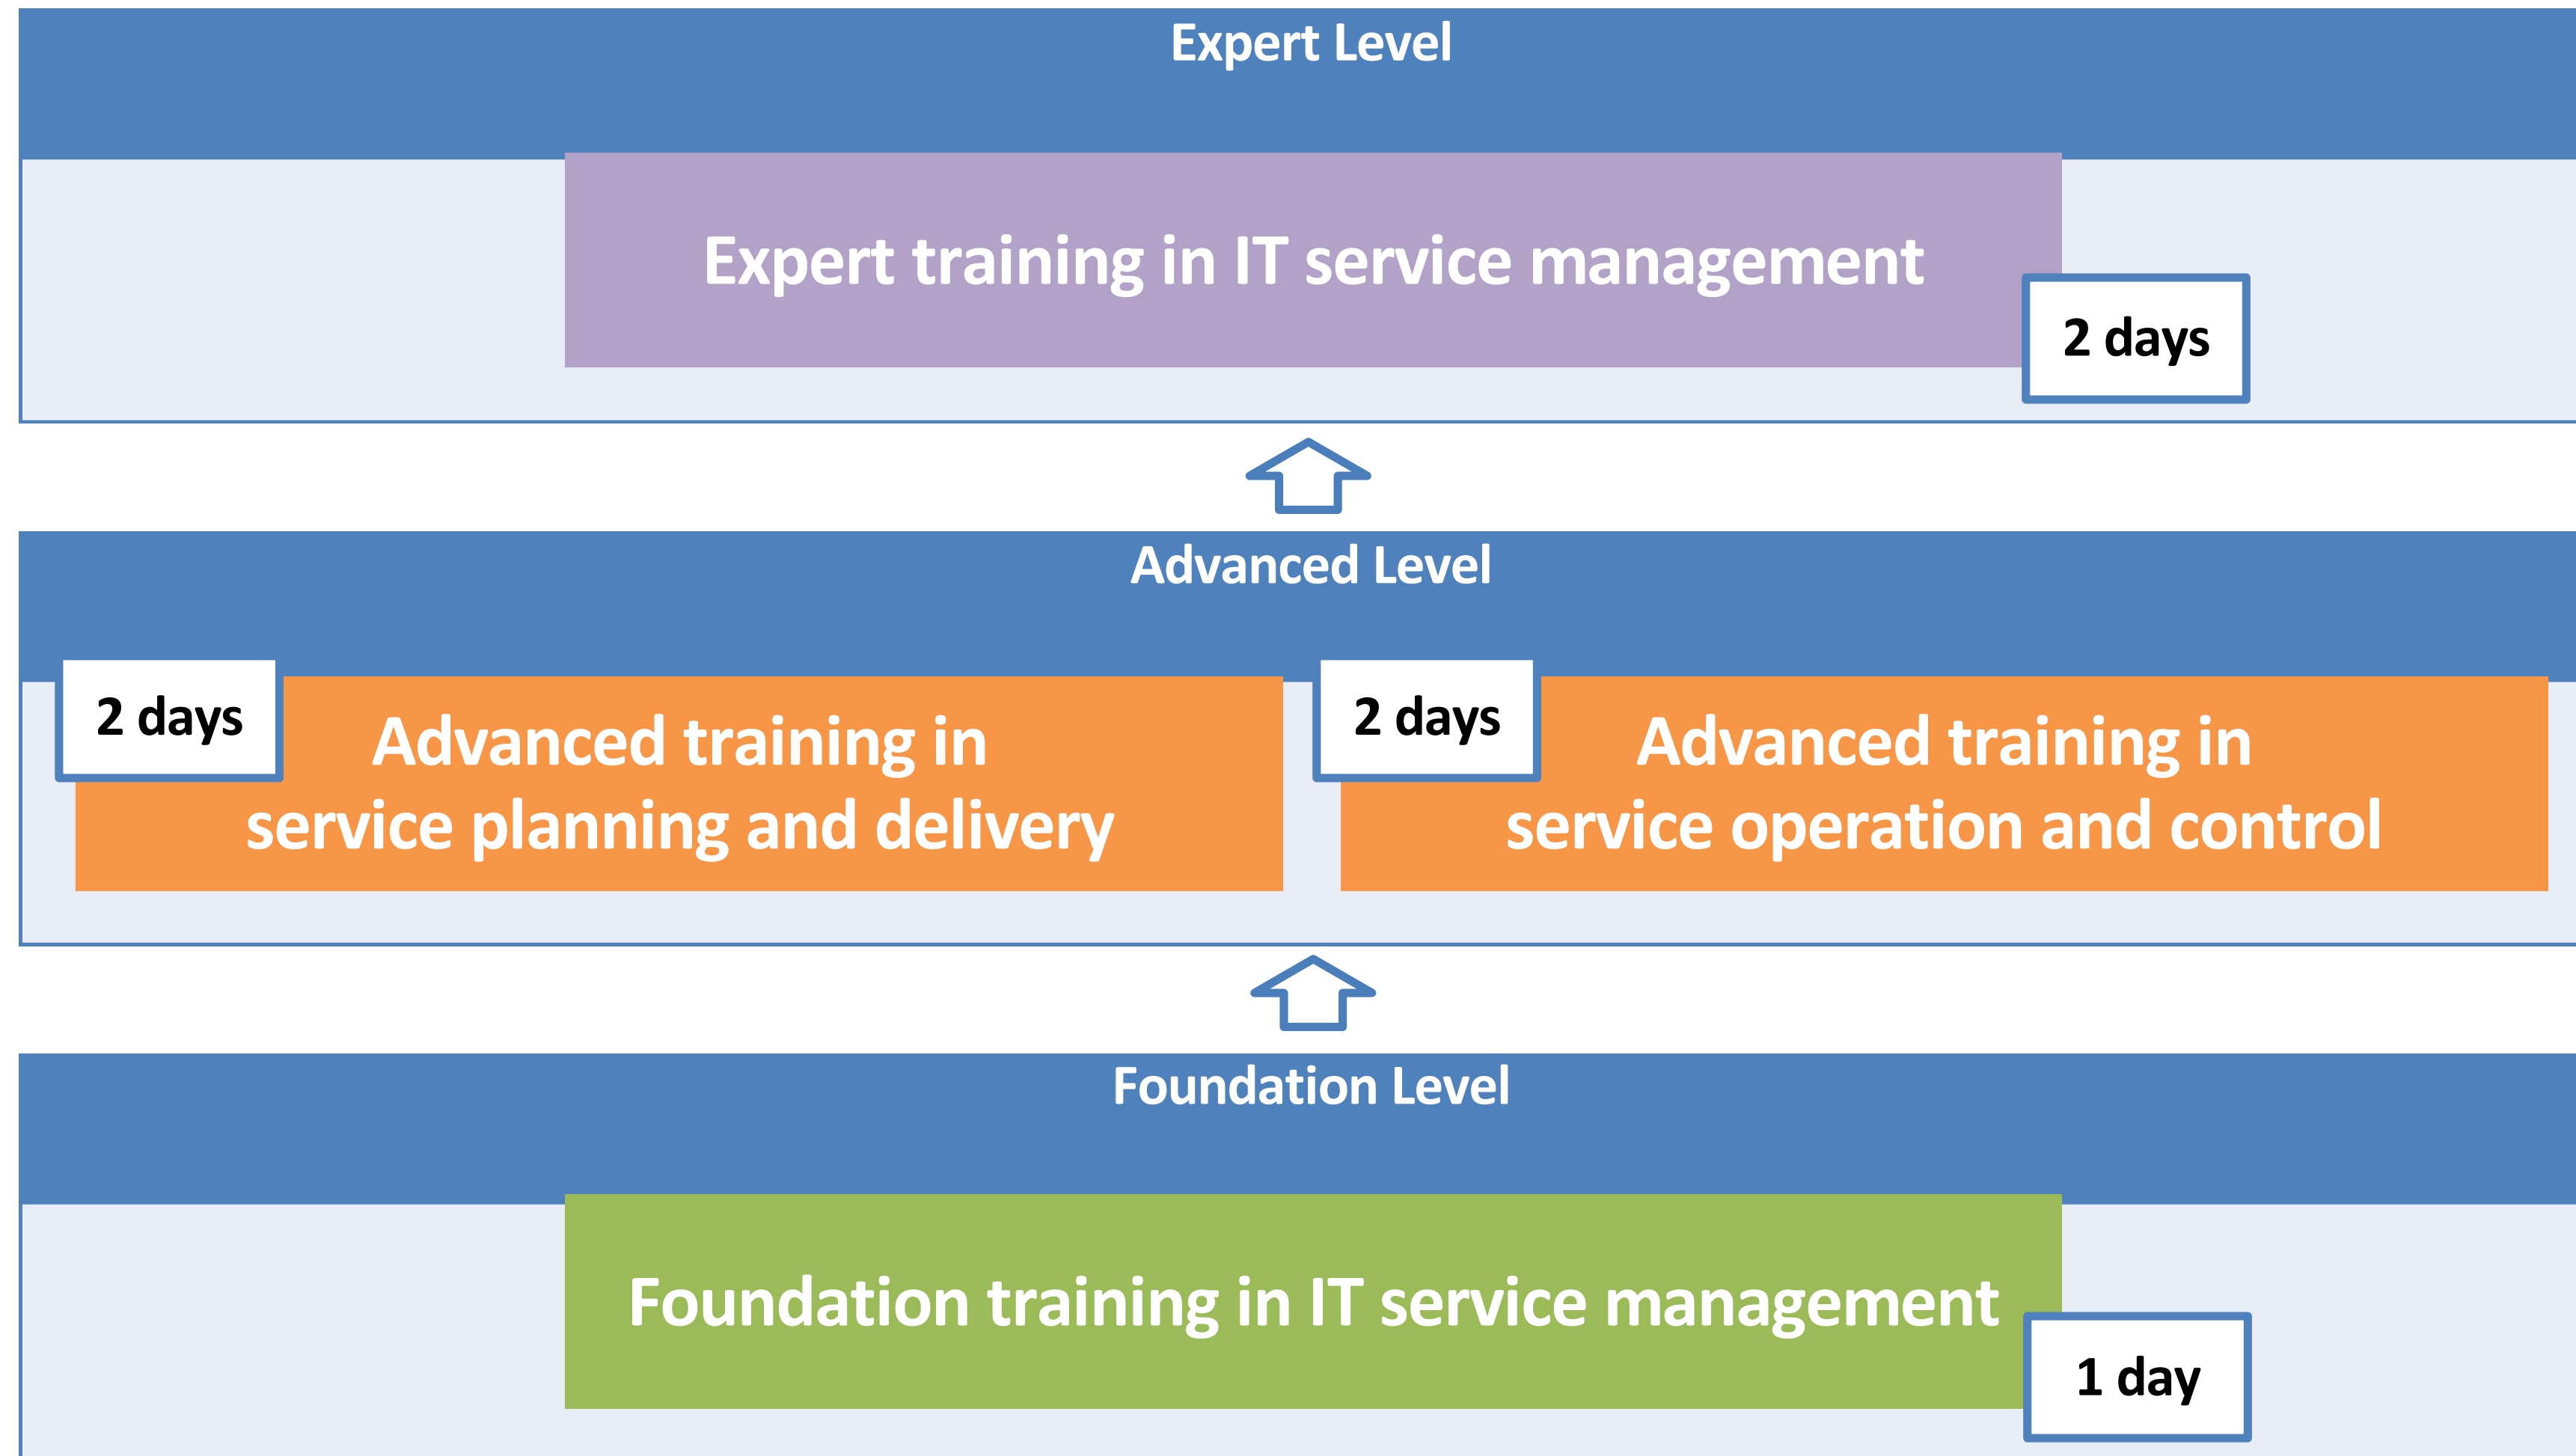 Expert Level
Expert training in IT service management
2 days
Advanced Level
2 days
Advanced training in
service planning and delivery
2 days
Advanced training in
service operation and control
Foundation Level
Foundation training in IT service management
1 day